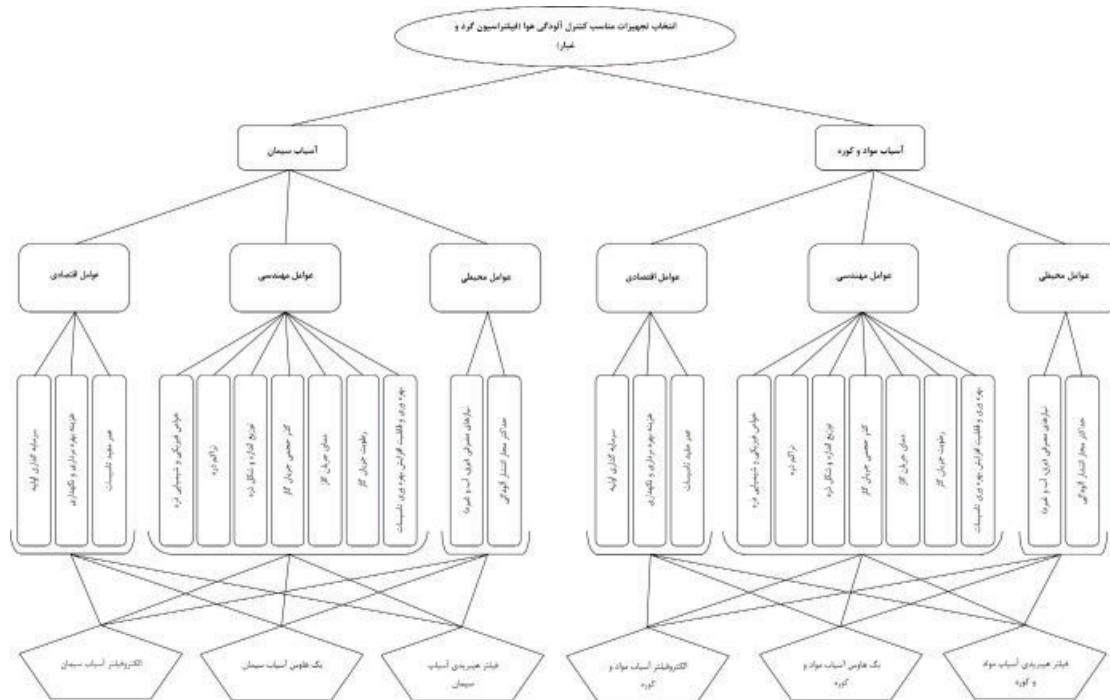 انتخاب تجهیزات مناسب کنترل آلودگی هوا (فیلتراسیون گرد و
غبار)
آسیاب مواد و کوره
آسیاب سیمان
عوامل محیطی
عوامل مهندسی
عوامل اقتصادی
عوامل محیطی
عوامل مهندسی
عوامل اقتصادی
حداکثر مجاز انتشار آلودگی
نیازهای مصرفی (برق، آب و غیره)
بهره وری و قابلیت افزایش بهره وری تاسیسات
رطوبت جریان گاز
دمای جریان گاز
گذر حجمی جریان گاز
توزیع اندازه و شکل ذره
تراکم ذره
خواص فیزیکی و شیمیایی ذره
عمر مفید تاسیسات
هزینه بهره برداری و نگهداری
سرمایه گذاری اولیه
حداکثر مجاز انتشار آلودگی
نیازهای مصرفی (برق، آب و غیره)
بهره وری و قابلیت افزایش بهره وری تاسیسات
رطوبت جریان گاز
دمای جریان گاز
گذر حجمی جریان گاز
توزیع اندازه و شکل ذره
تراکم ذره
خواص فیزیکی و شیمیایی ذره
عمر مفید تاسیسات
هزینه بهره برداری و نگهداری
سرمایه گذاری اولیه
فیلتر هیبریدی آسیاب مواد
و کوره
بگ هاوس آسیاب مواد و
کوره
الکتروفیلتر آسیاب مواد و
کوره
فیلتر هیبریدی آسیاب
سیمان
بگ هاوس آسیاب سیمان
الکتروفیلتر آسیاب سیمان